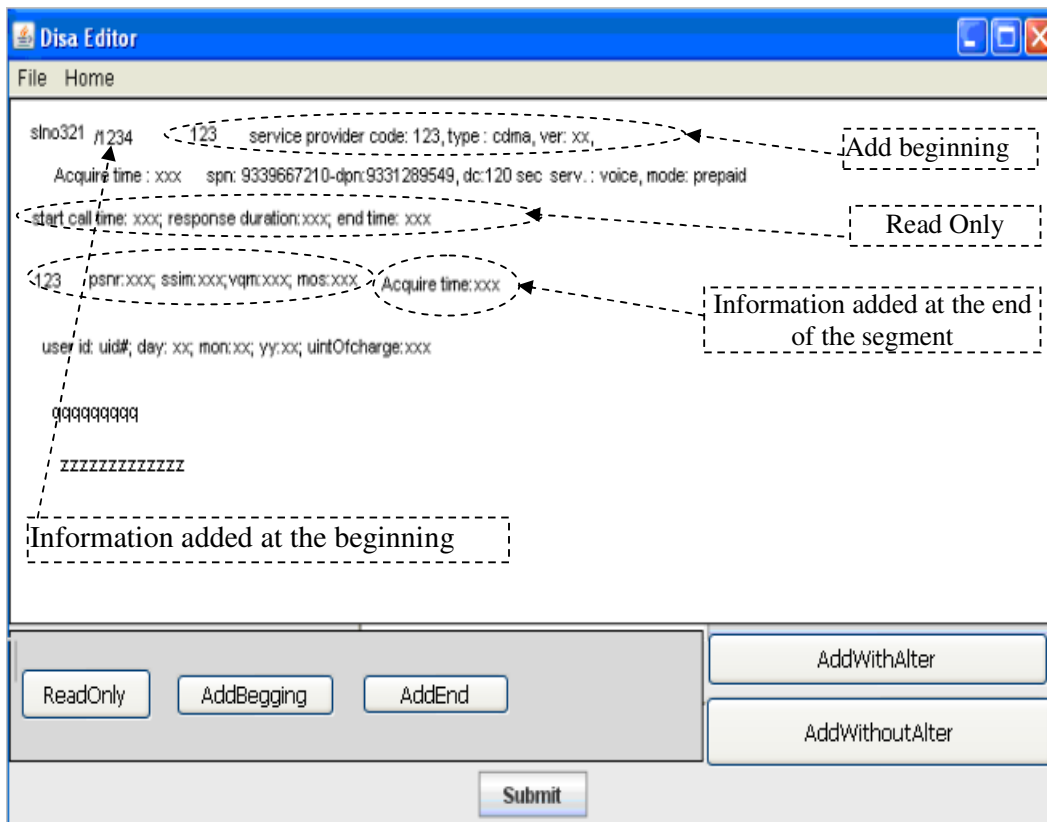 Disa Editor
File Home
slno321 /1234 123 service provider code: 123, type : cdma, ver: xx,
Add beginning
Acquire time : xxx spn: 9339667210-dpn:9331289549, dc:120 sec serv. : voice, mode: prepaid
start call time: xxx; response duration:xxx; end time: xxx
Read Only
123 psnr:xxx; ssim:xxx;vqm:xxx; mos:xxx Acquire time:xxx
Information added at the end
of the segment
user id: uid#; day: xx; mon:xx; yy:xx; uintOfcharge:xxx
qqqqqqqqq
zzzzzzzzzzzzz
Information added at the beginning
ReadOnly AddBegging AddEnd
AddWithAlter
AddWithoutAlter
Submit